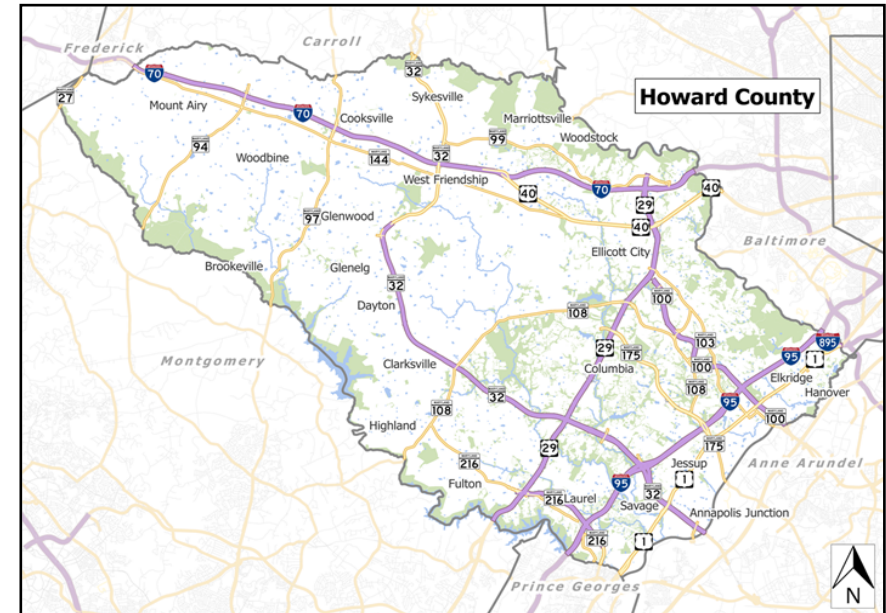 Howard County
Frederick
Carroll
Baltimore
Montgomery
Anne Arundel
Prince Georges
70
27
Mount Airy
94
Woodbine
70
Cooksville
144
32
Sykesville
32
99
Marriottsville
Woodstock
West Friendship
40
70
29
40
40
97
Glenwood
Ellicott City
Brookeville
Glenelg
32
Dayton
100
108
29
175
103
Columbia
100
108
895
95
1
Elkridge
Hanover
Clarksville
32
95
108
100
Highland
29
175
216
Fulton
Jessup
95
1
216
Laurel
32
Savage
Annapolis Junction
216
1
N